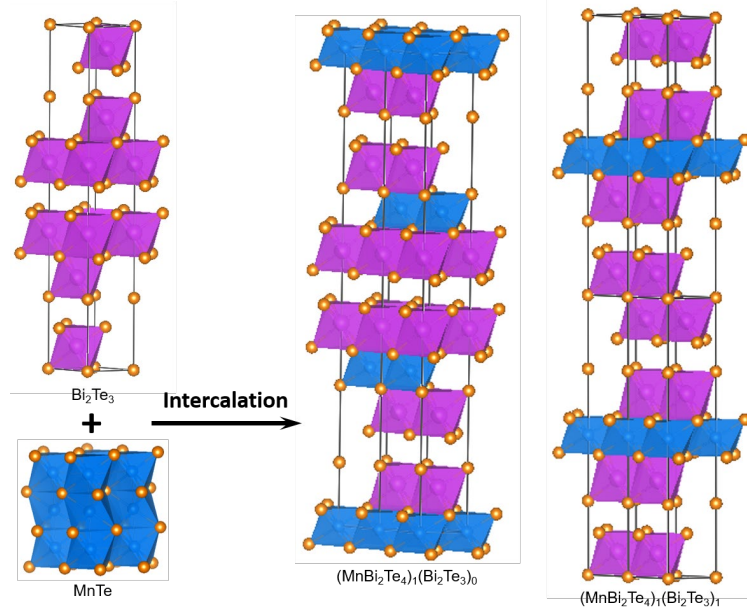 Bi₂Te₃
+
Intercalation
MnTe
(MnBi₂Te₄)₁(Bi₂Te₃)₀
(MnBi₂Te₄)₁(Bi₂Te₃)₁